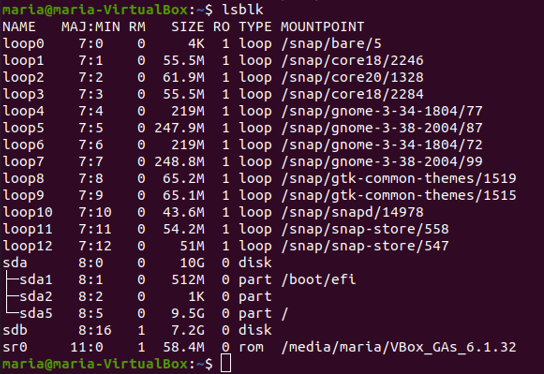 maria@maria-VirtualBox:~$ lsblk
NAME   MAJ:MIN RM   SIZE RO TYPE MOUNTPOINT
loop0    7:0    0     4K  1 loop /snap/bare/5
loop1    7:1    0  55.5M  1 loop /snap/core18/2246
loop2    7:2    0  61.9M  1 loop /snap/core20/1328
loop3    7:3    0  55.5M  1 loop /snap/core18/2284
loop4    7:4    0   219M  1 loop /snap/gnome-3-34-1804/77
loop5    7:5    0 247.9M  1 loop /snap/gnome-3-38-2004/87
loop6    7:6    0   219M  1 loop /snap/gnome-3-34-1804/72
loop7    7:7    0 248.8M  1 loop /snap/gnome-3-38-2004/99
loop8    7:8    0  65.2M  1 loop /snap/gtk-common-themes/1519
loop9    7:9    0  65.1M  1 loop /snap/gtk-common-themes/1515
loop10   7:10   0  43.6M  1 loop /snap/snapd/14978
loop11   7:11   0  54.2M  1 loop /snap/snap-store/558
loop12   7:12   0    51M  1 loop /snap/snap-store/547
sda      8:0    0    10G  0 disk
├─sda1   8:1    0   512M  0 part /boot/efi
├─sda2   8:2    0     1K  0 part
└─sda5   8:5    0   9.5G  0 part /
sdb      8:16   1   7.2G  0 disk
sr0     11:0    1  58.4M  0 rom  /media/maria/VBox_GAs_6.1.32
maria@maria-VirtualBox:~$